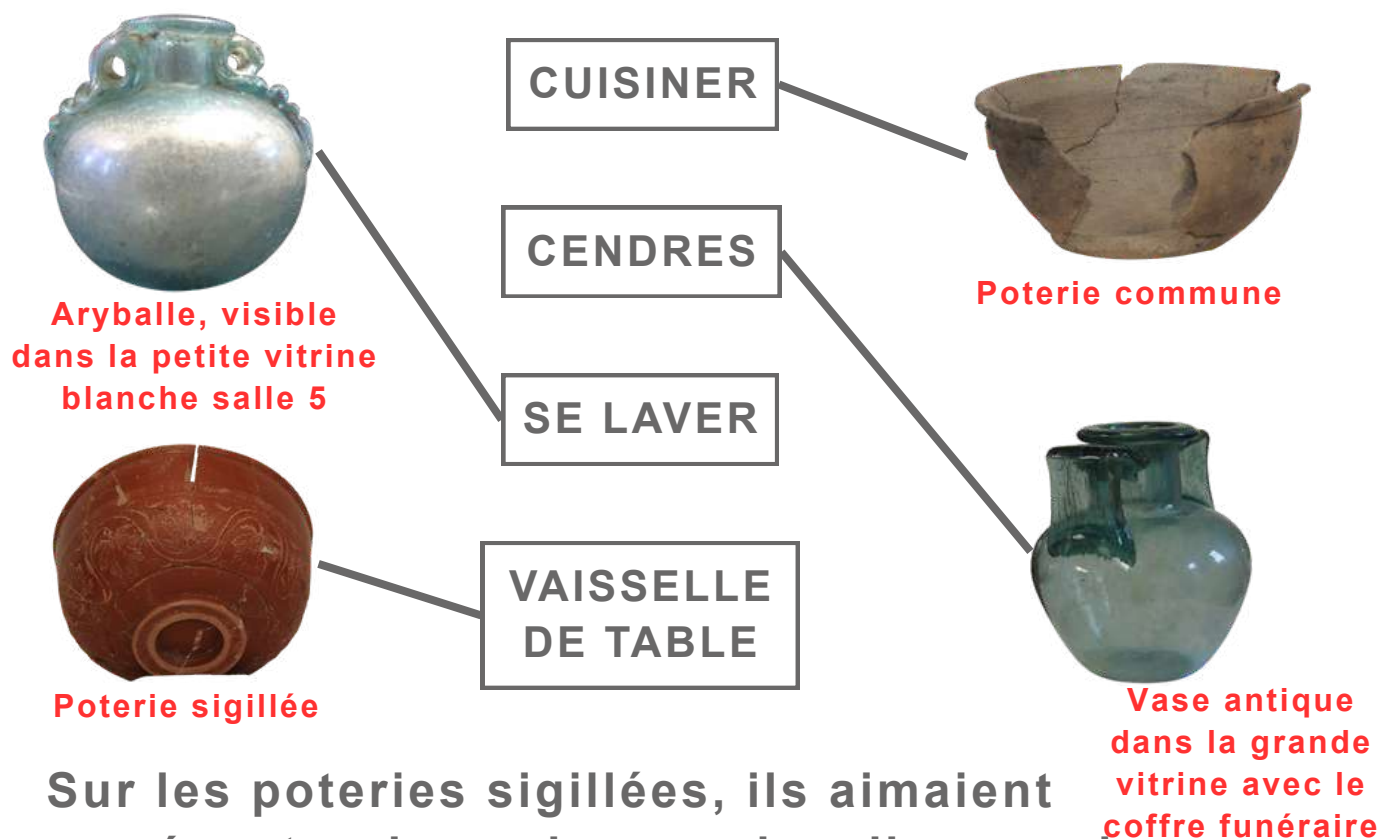 CUISINER
CENDRES
Poterie commune
Aryballe, visible
dans la petite vitrine
blanche salle 5
SE LAVER
VAISSELLE
DE TABLE
Poterie sigillée
Vase antique
dans la grande
vitrine avec le
coffre funéraire
Sur les poteries sigillées, ils aimaient